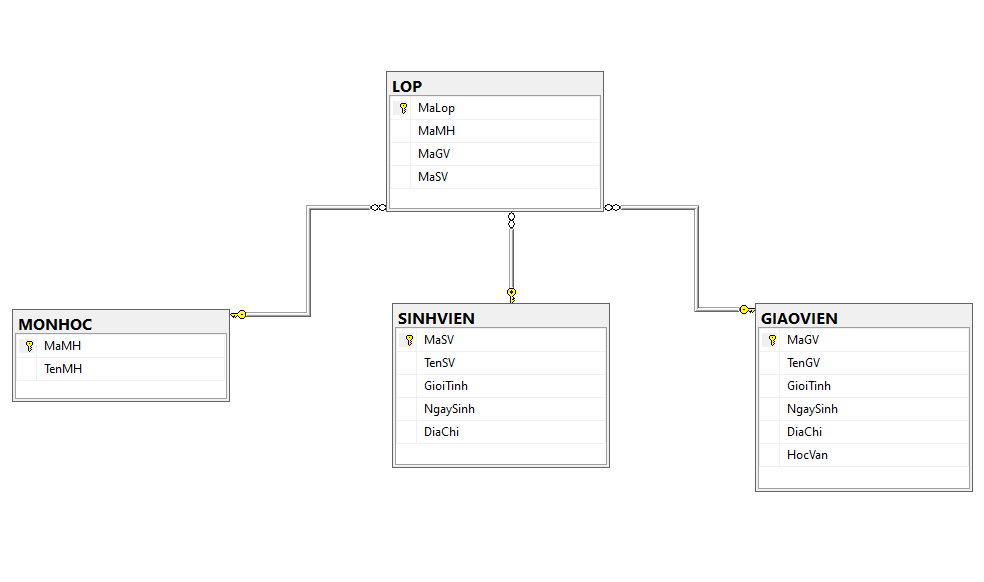 LOP
MaLop
MaMH
MaGV
MaSV
MONHOC
MaMH
TenMH
SINHVIEN
MaSV
TenSV
GioiTinh
NgaySinh
DiaChi
GIAOVIEN
MaGV
TenGV
GioiTinh
NgaySinh
DiaChi
HocVan